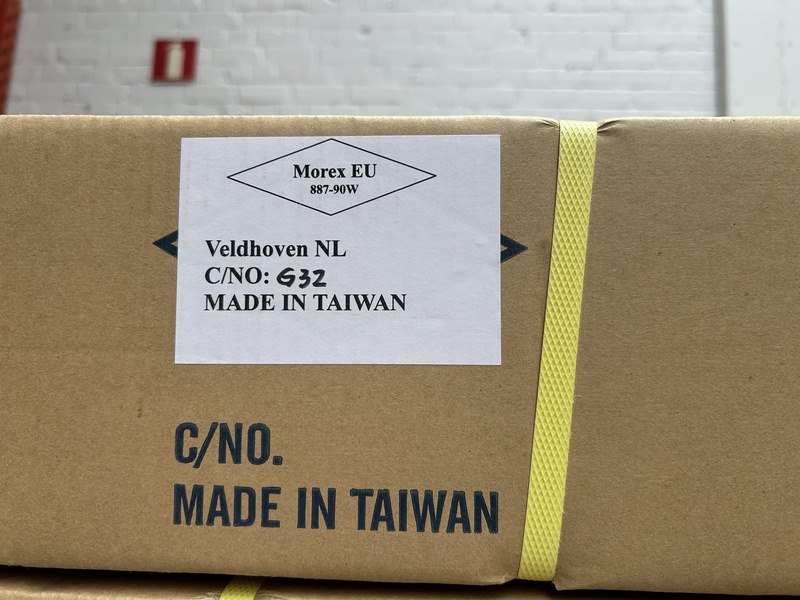 Morex EU
887-90W
Veldhoven NL
C/NO: G32
MADE IN TAIWAN
C/NO.
MADE IN TAIWAN